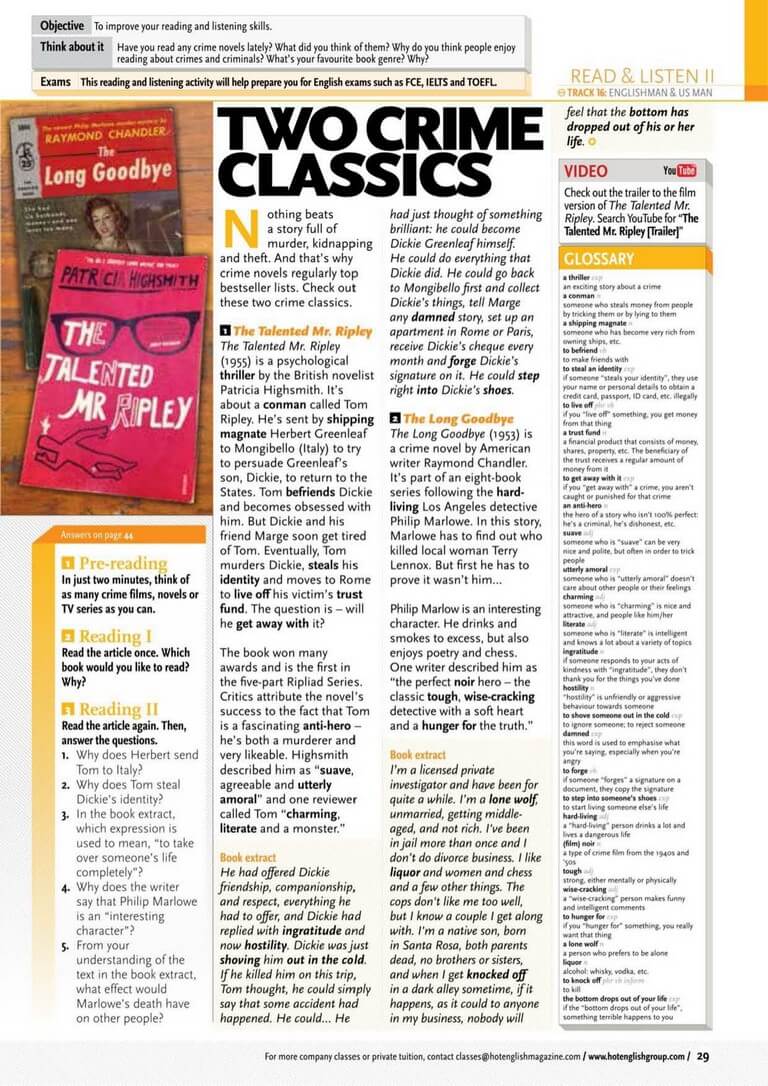 Objective To improve your reading and listening skills.
Think about it Have you read any crime novels lately? What did you think of them? Why do you think people enjoy
reading about crimes and criminals? What's your favourite book genre? Why?
Exams This reading and listening activity will help prepare you for English exams such as FCE, IELTS and TOEFL.
READ & LISTEN II
TRACK 16: ENGLISHMAN & US MAN
RAYMOND CHANDLER
The
Long Goodbye
PATRICIA HIGHSMITH
THE
TALENTED
MR RIPLEY
Answers on page 44
1 Pre-reading
In just two minutes, think of
as many crime films, novels or
TV series as you can.
2 Reading I
Read the article once. Which
book would you like to read?
Why?
3 Reading II
Read the article again. Then,
answer the questions.
1. Why does Herbert send
Tom to Italy?
2. Why does Tom steal
Dickie's identity?
3. In the book extract,
which expression is
used to mean, "to take
over someone's life
completely"?
4. Why does the writer
say that Philip Marlowe
is an "interesting
character"?
5. From your
understanding of the
text in the book extract,
what effect would
Marlowe's death have
on other people?
TWO CRIME
CLASSICS
Nothing beats
a story full of
murder, kidnapping
and theft. And that's why
crime novels regularly top
bestseller lists. Check out
these two crime classics.
1 The Talented Mr. Ripley
The Talented Mr. Ripley
(1955) is a psychological
thriller by the British novelist
Patricia Highsmith. It's
about a conman called Tom
Ripley. He's sent by shipping
magnate Herbert Greenleaf
to Mongibello (Italy) to try
to persuade Greenleaf's
son, Dickie, to return to the
States. Tom befriends Dickie
and becomes obsessed with
him. But Dickie and his
friend Marge soon get tired
of Tom. Eventually, Tom
murders Dickie, steals his
identity and moves to Rome
to live off his victim's trust
fund. The question is – will
he get away with it?
The book won many
awards and is the first in
the five-part Ripliad Series.
Critics attribute the novel's
success to the fact that Tom
is a fascinating anti-hero –
he's both a murderer and
very likeable. Highsmith
described him as "suave,
agreeable and utterly
amoral" and one reviewer
called Tom "charming,
literate and a monster."
Book extract
He had offered Dickie
friendship, companionship,
and respect, everything he
had to offer, and Dickie had
replied with ingratitude and
now hostility. Dickie was just
shoving him out in the cold.
If he killed him on this trip,
Tom thought, he could simply
say that some accident had
happened. He could... He
had just thought of something
brilliant: he could become
Dickie Greenleaf himself.
He could do everything that
Dickie did. He could go back
to Mongibello first and collect
Dickie's things, tell Marge
any damned story, set up an
apartment in Rome or Paris,
receive Dickie's cheque every
month and forge Dickie's
signature on it. He could step
right into Dickie's shoes.
2 The Long Goodbye
The Long Goodbye (1953) is
a crime novel by American
writer Raymond Chandler.
It's part of an eight-book
series following the hard-
living Los Angeles detective
Philip Marlowe. In this story,
Marlowe has to find out who
killed local woman Terry
Lennox. But first he has to
prove it wasn't him...
Philip Marlow is an interesting
character. He drinks and
smokes to excess, but also
enjoys poetry and chess.
One writer described him as
"the perfect noir hero – the
classic tough, wise-cracking
detective with a soft heart
and a hunger for the truth."
Book extract
I'm a licensed private
investigator and have been for
quite a while. I'm a lone wolf,
unmarried, getting middle-
aged, and not rich. I've been
in jail more than once and I
don't do divorce business. I like
liquor and women and chess
and a few other things. The
cops don't like me too well,
but I know a couple I get along
with. I'm a native son, born
in Santa Rosa, both parents
dead, no brothers or sisters,
and when I get knocked off
in a dark alley sometime, if it
happens, as it could to anyone
in my business, nobody will
feel that the bottom has
dropped out of his or her
life.
VIDEO YouTube
Check out the trailer to the film
version of The Talented Mr.
Ripley. Search YouTube for "The
Talented Mr. Ripley [Trailer]"
GLOSSARY
a thriller exp
an exciting story about a crime
a conman n
someone who steals money from people
by tricking them or by lying to them
a shipping magnate n
someone who has become very rich from
owning ships, etc.
to befriend vb
to make friends with
to steal an identity exp
if someone "steals your identity", they use
your name or personal details to obtain a
credit card, passport, ID card, etc. illegally
to live off phr vb
if you "live off" something, you get money
from that thing
a trust fund n
a financial product that consists of money,
shares, property, etc. The beneficiary of
the trust receives a regular amount of
money from it
to get away with it exp
if you "get away with" a crime, you aren't
caught or punished for that crime
an anti-hero n
the hero of a story who isn't 100% perfect:
he's a criminal, he's dishonest, etc.
suave adj
someone who is "suave" can be very
nice and polite, but often in order to trick
people
utterly amoral exp
someone who is "utterly amoral" doesn't
care about other people or their feelings
charming adj
someone who is "charming" is nice and
attractive, and people like him/her
literate adj
someone who is "literate" is intelligent
and knows a lot about a variety of topics
ingratitude n
if someone responds to your acts of
kindness with "ingratitude", they don't
thank you for the things you've done
hostility n
"hostility" is unfriendly or aggressive
behaviour towards someone
to shove someone out in the cold exp
to ignore someone; to reject someone
damned exp
this word is used to emphasise what
you're saying, especially when you're
angry
to forge vb
if someone "forges" a signature on a
document, they copy the signature
to step into someone's shoes exp
to start living someone else's life
hard-living adj
a "hard-living" person drinks a lot and
lives a dangerous life
(film) noir n
a type of crime film from the 1940s and
'50s
tough adj
strong, either mentally or physically
wise-cracking adj
a "wise-cracking" person makes funny
and intelligent comments
to hunger for exp
if you "hunger for" something, you really
want that thing
a lone wolf n
a person who prefers to be alone
liquor n
alcohol: whisky, vodka, etc.
to knock off phr vb inform
to kill
the bottom drops out of your life exp
if the "bottom drops out of your life",
something terrible happens to you
For more company classes or private tuition, contact classes@hotenglishmagazine.com / www.hotenglishgroup.com / 29